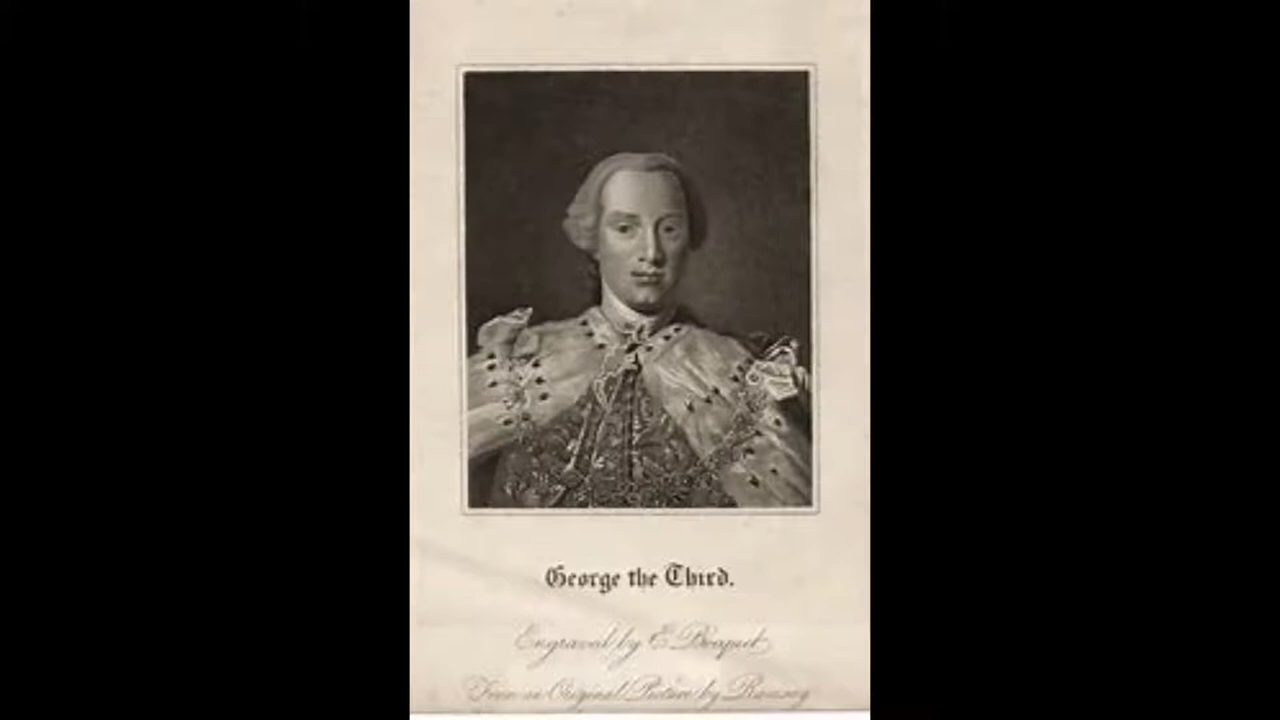 George the Third.
Engraved by E Bocquet
From an Original Picture by Ramsay